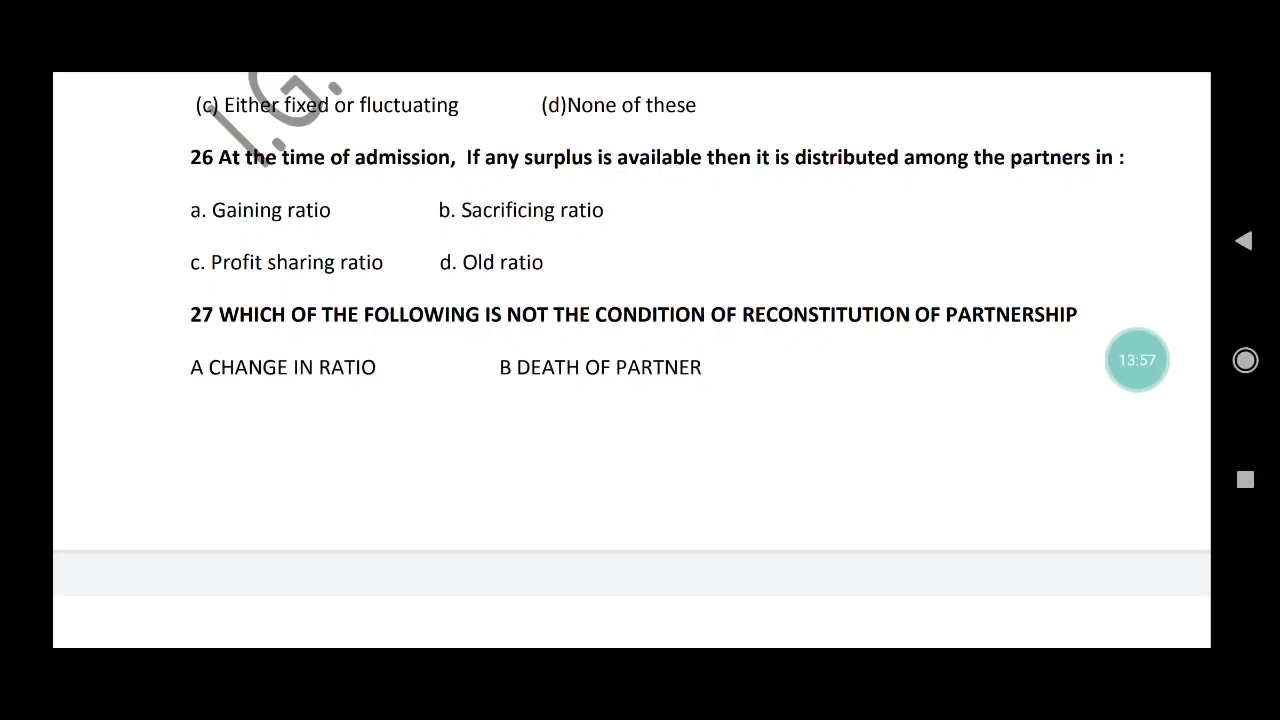 I.G.
(c) Either fixed or fluctuating (d)None of these
26 At the time of admission, If any surplus is available then it is distributed among the partners in :
a. Gaining ratio b. Sacrificing ratio
c. Profit sharing ratio d. Old ratio
27 WHICH OF THE FOLLOWING IS NOT THE CONDITION OF RECONSTITUTION OF PARTNERSHIP
A CHANGE IN RATIO B DEATH OF PARTNER
13:57